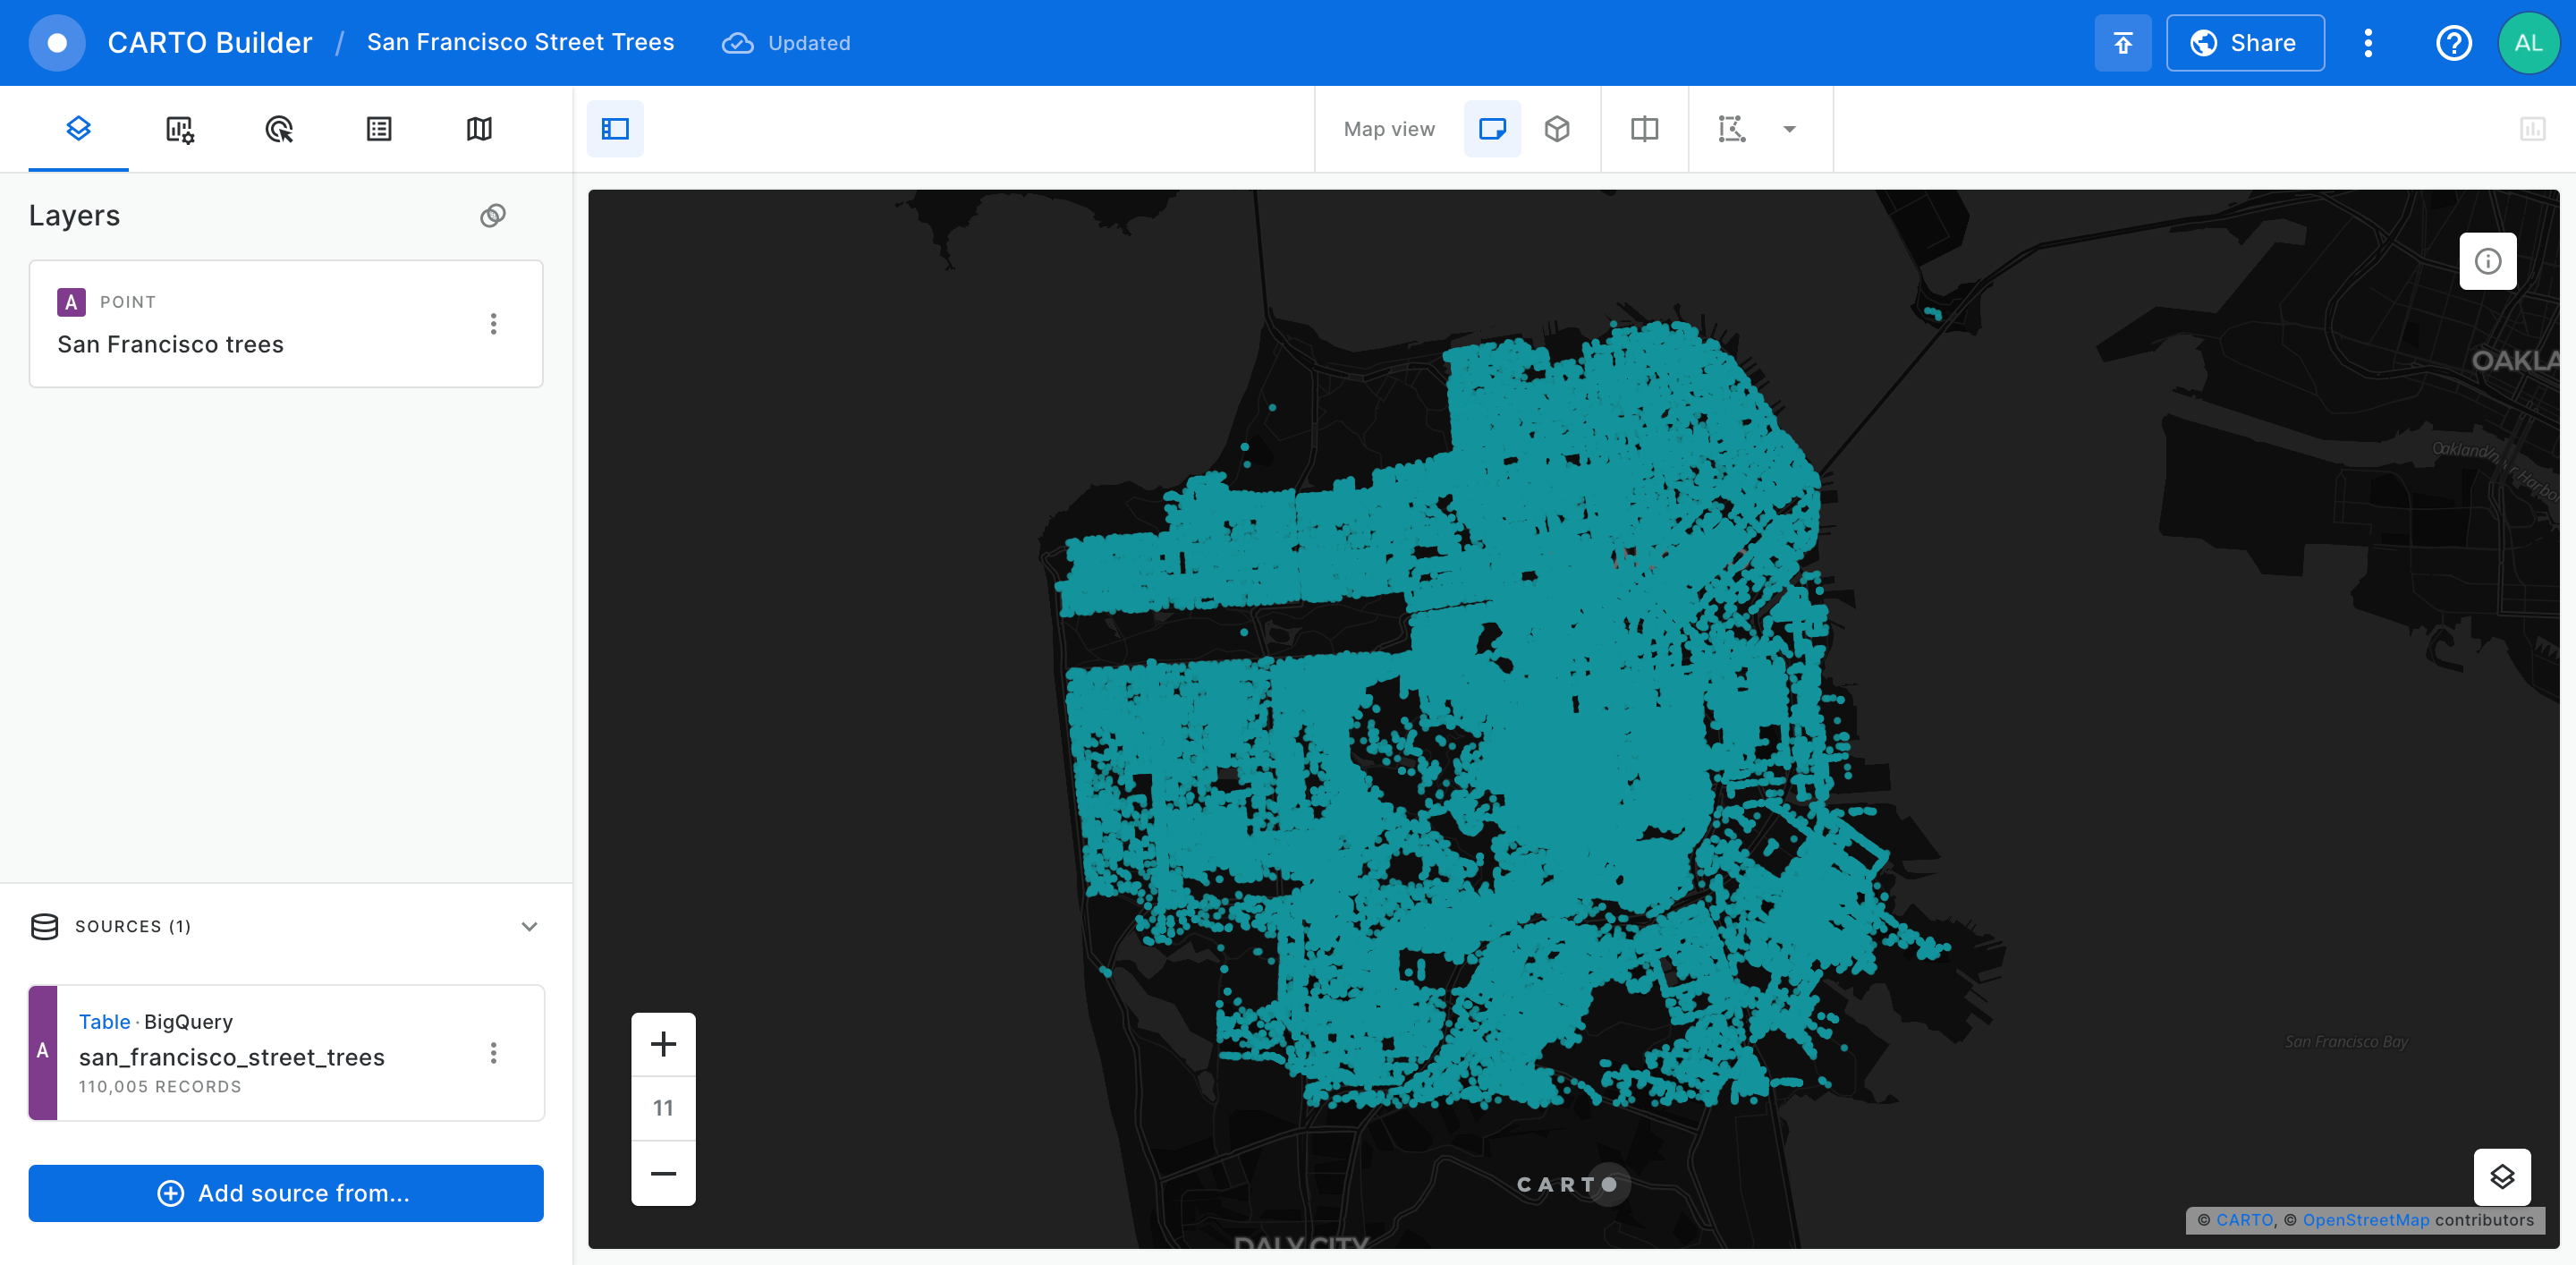 CARTO Builder / San Francisco Street Trees Updated
Share
AL
Map view
Layers
A POINT
San Francisco trees
SOURCES (1)
A
Table · BigQuery
san_francisco_street_trees
110,005 RECORDS
Add source from...
OAKLA
San Francisco Bay
11
CARTO
DALY CITY
© CARTO, © OpenStreetMap contributors